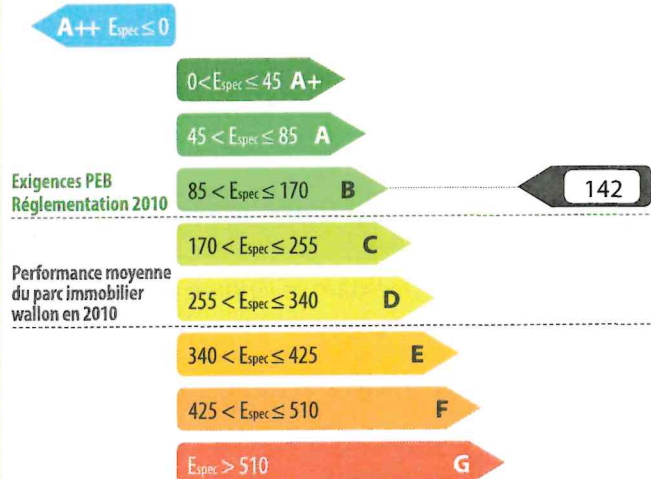 A++ Espec ≤ 0
0 < Espec ≤ 45 A+
45 < Espec ≤ 85 A
Exigences PEB
Réglementation 2010
85 < Espec ≤ 170 B
142
170 < Espec ≤ 255 C
Performance moyenne
du parc immobilier
wallon en 2010
255 < Espec ≤ 340 D
340 < Espec ≤ 425 E
425 < Espec ≤ 510 F
Espec > 510 G